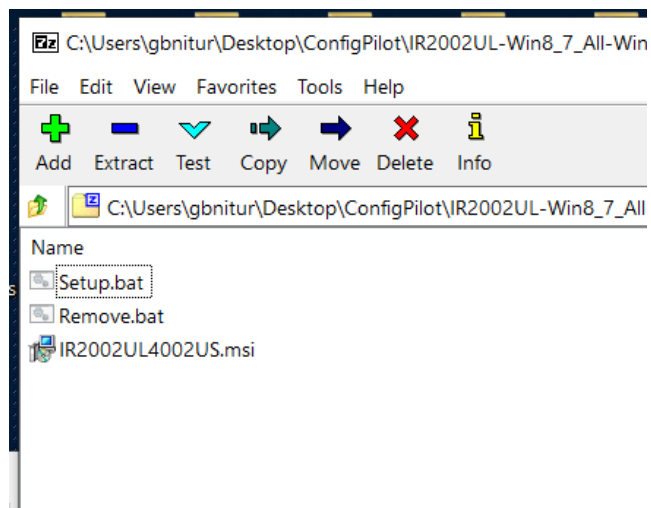 C:\Users\gbnitur\Desktop\ConfigPilot\IR2002UL-Win8_7_All-Win
File Edit View Favorites Tools Help
Add Extract Test Copy Move Delete Info
C:\Users\gbnitur\Desktop\ConfigPilot\IR2002UL-Win8_7_All
Name
Setup.bat
Remove.bat
IR2002UL4002US.msi